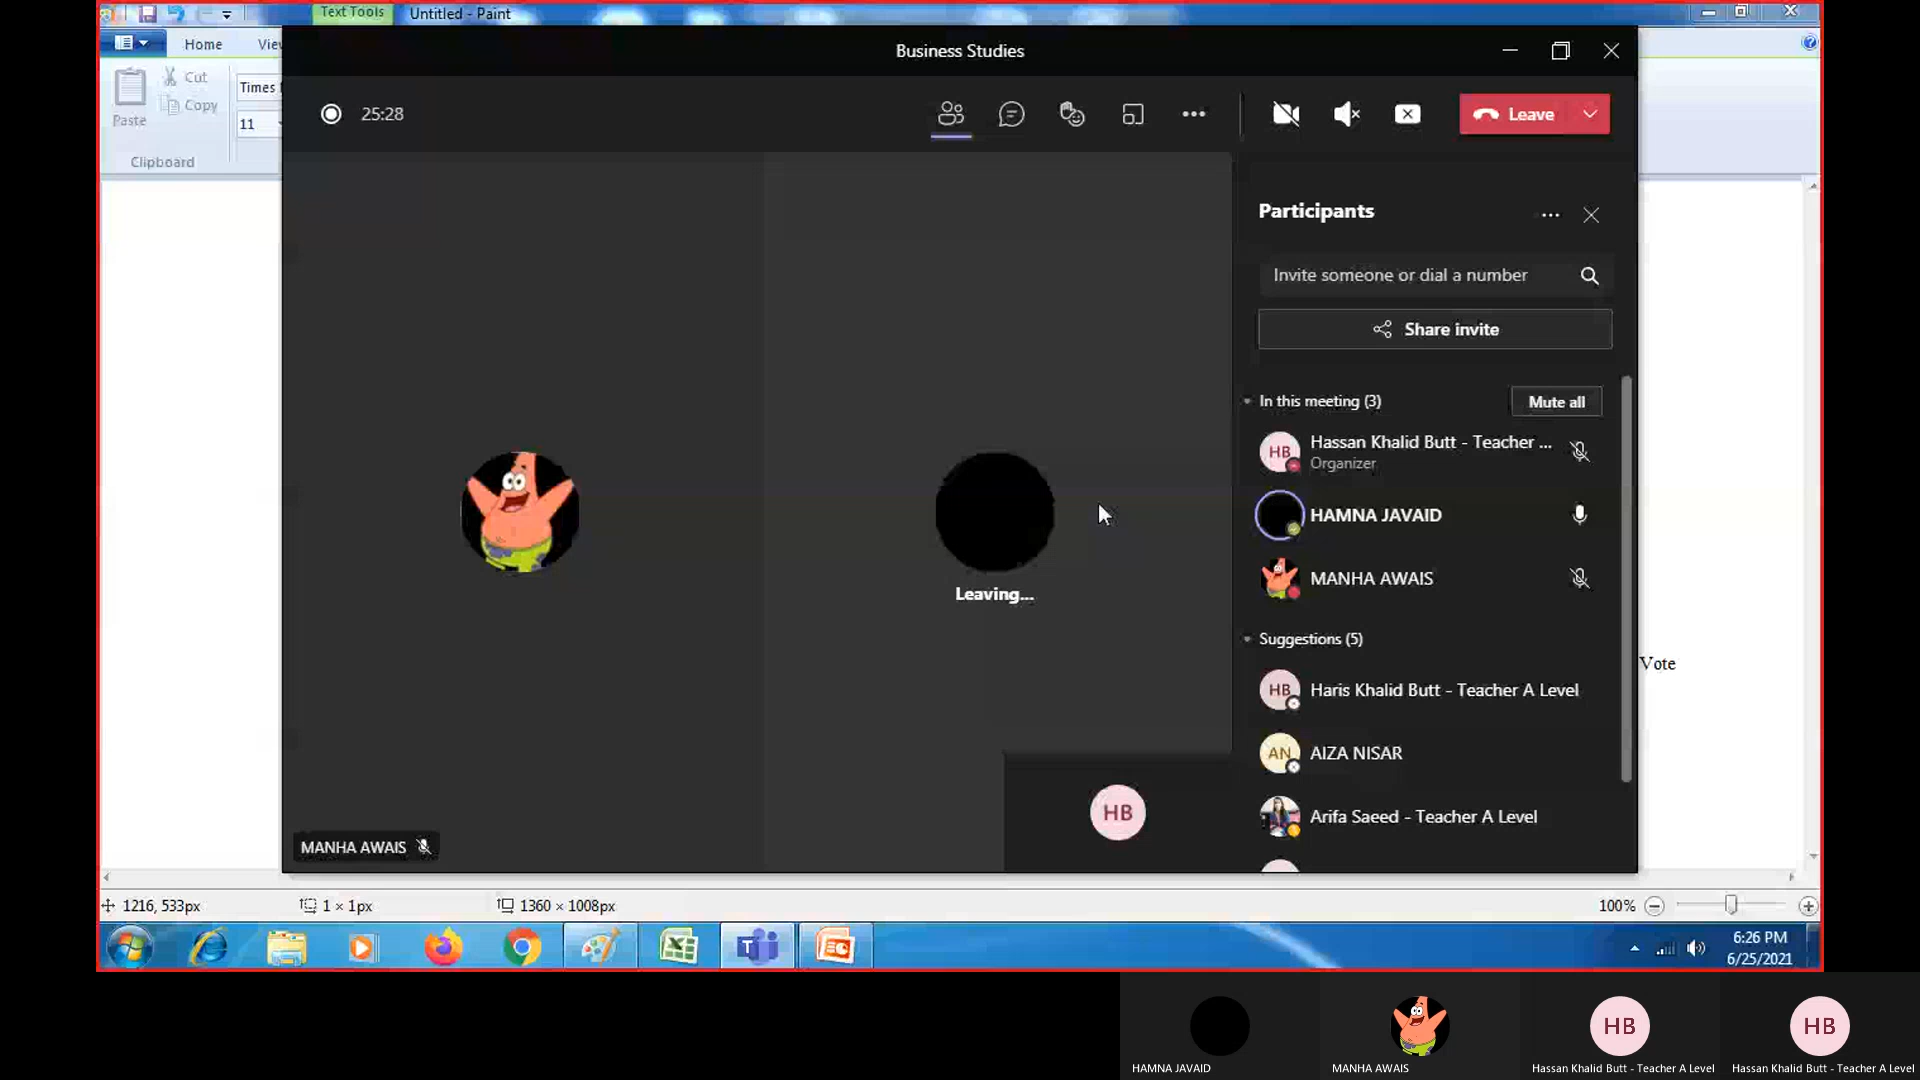 Text Tools
Untitled - Paint
Home
Cut
Copy
Paste
Clipboard
Times
11
Business Studies
25:28
Leave
Participants
Invite someone or dial a number
Share invite
In this meeting (3)
Mute all
HB
Hassan Khalid Butt - Teacher ...
Organizer
HAMNA JAVAID
MANHA AWAIS
Suggestions (5)
HB
Haris Khalid Butt - Teacher A Level
AN
AIZA NISAR
Arifa Saeed - Teacher A Level
Leaving...
HB
MANHA AWAIS
Vote
1216, 533px
1 × 1px
1360 × 1008px
100%
6:26 PM
6/25/2021
HB
HB
HAMNA JAVAID
MANHA AWAIS
Hassan Khalid Butt - Teacher A Level
Hassan Khalid Butt - Teacher A Level